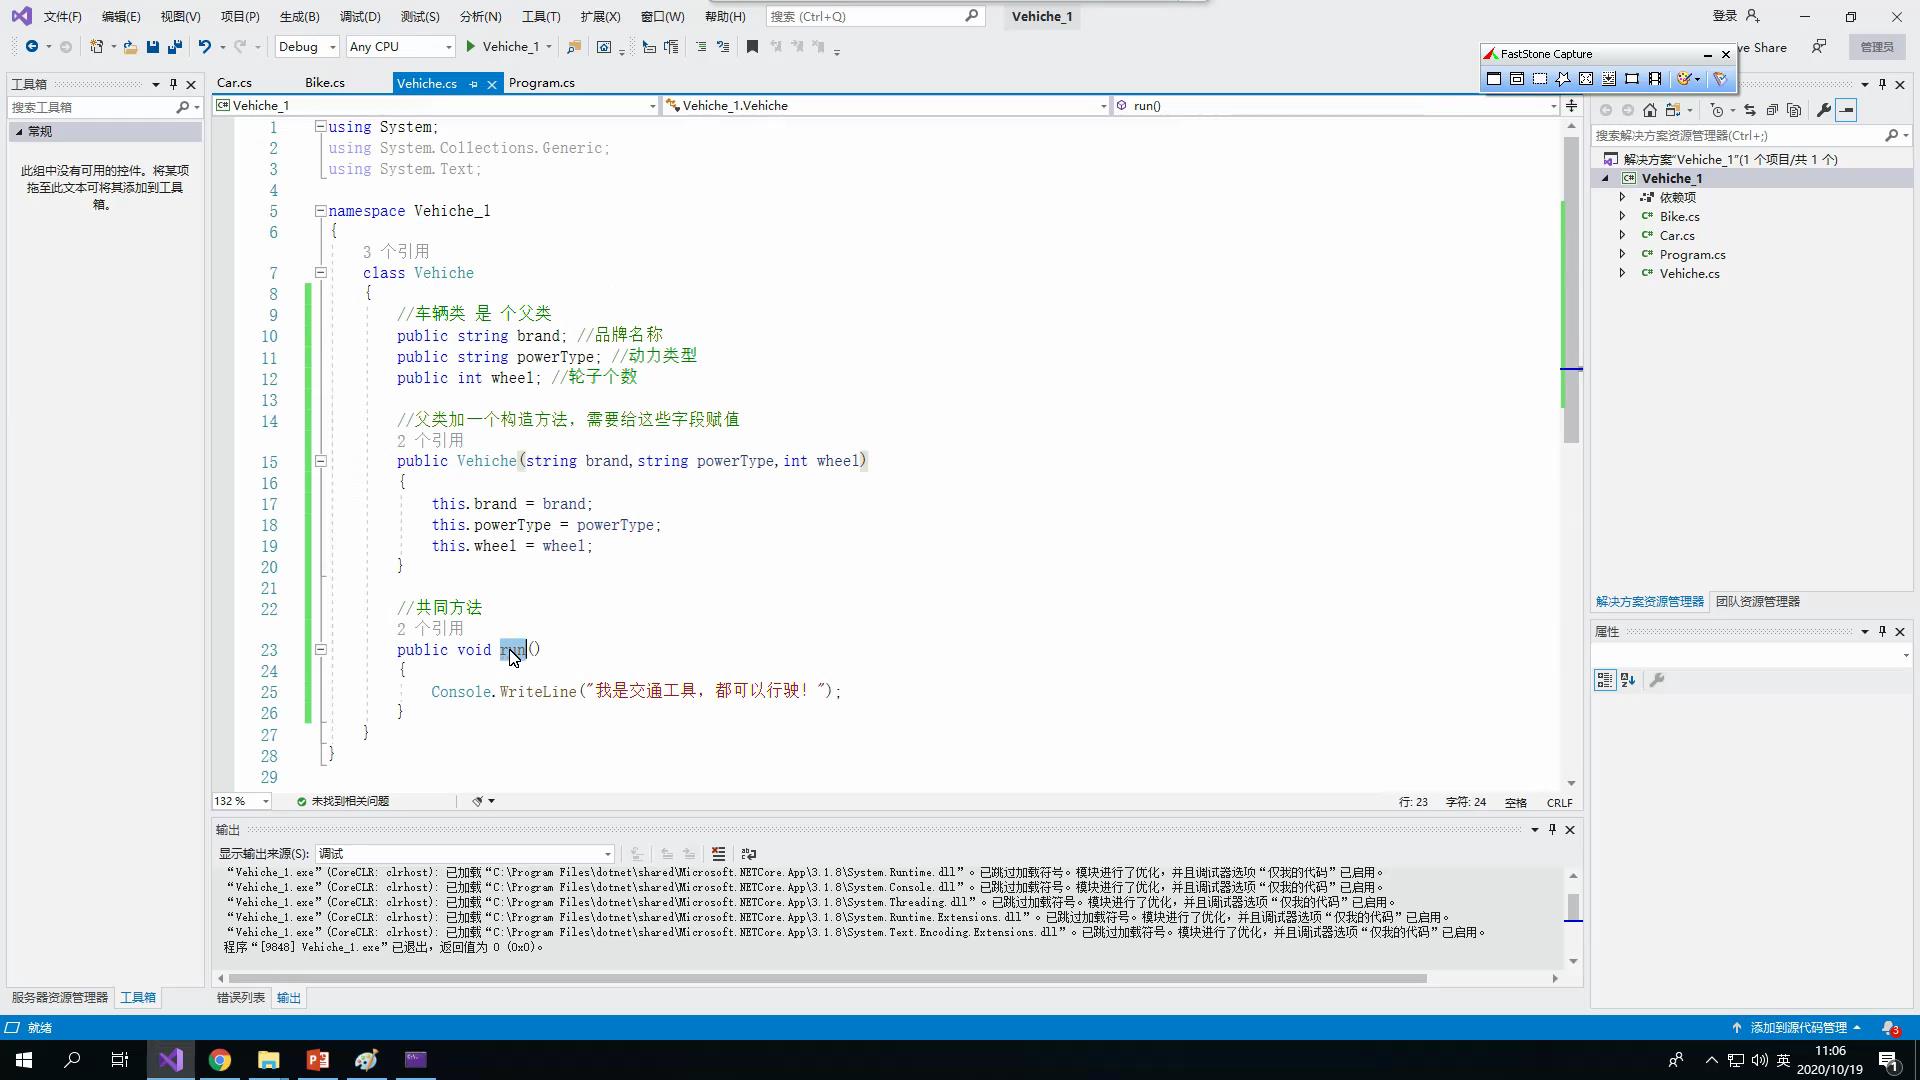 文件(F) 编辑(E) 视图(V) 项目(P) 生成(B) 调试(D) 测试(S) 分析(N) 工具(T) 扩展(X) 窗口(W) 帮助(H) 搜索 (Ctrl+Q) Vehiche_1 登录
Debug Any CPU Vehiche_1 ve Share 管理员
FastStone Capture
工具箱
搜索工具箱
常规
此组中没有可用的控件。将某项
拖至此文本可将其添加到工具
箱。
服务器资源管理器 工具箱
Car.cs Bike.cs Vehiche.cs Program.cs
Vehiche_1 Vehiche_1.Vehiche run()
1 using System;
2 using System.Collections.Generic;
3 using System.Text;
4
5 namespace Vehiche_1
6 {
3 个引用
7 class Vehiche
8 {
9 //车辆类 是 个父类
10 public string brand; //品牌名称
11 public string powerType; //动力类型
12 public int wheel; //轮子个数
13
14 //父类加一个构造方法, 需要给这些字段赋值
2 个引用
15 public Vehiche(string brand,string powerType,int wheel)
16 {
17 this.brand = brand;
18 this.powerType = powerType;
19 this.wheel = wheel;
20 }
21
22 //共同方法
2 个引用
23 public void run()
24 {
25 Console.WriteLine("我是交通工具, 都可以行驶! ");
26 }
27 }
28 }
29
132 % 未找到相关问题 行: 23 字符: 24 空格 CRLF
输出
显示输出来源(S): 调试
“Vehiche_1.exe”(CoreCLR: clrhost): 已加载“C:\Program Files\dotnet\shared\Microsoft.NETCore.App\3.1.8\System.Runtime.dll”。已跳过加载符号。模块进行了优化，并且调试器选项“仅我的代码”已启用。
“Vehiche_1.exe”(CoreCLR: clrhost): 已加载“C:\Program Files\dotnet\shared\Microsoft.NETCore.App\3.1.8\System.Console.dll”。已跳过加载符号。模块进行了优化，并且调试器选项“仅我的代码”已启用。
“Vehiche_1.exe”(CoreCLR: clrhost): 已加载“C:\Program Files\dotnet\shared\Microsoft.NETCore.App\3.1.8\System.Threading.dll”。已跳过加载符号。模块进行了优化，并且调试器选项“仅我的代码”已启用。
“Vehiche_1.exe”(CoreCLR: clrhost): 已加载“C:\Program Files\dotnet\shared\Microsoft.NETCore.App\3.1.8\System.Runtime.Extensions.dll”。已跳过加载符号。模块进行了优化，并且调试器选项“仅我的代码”已启用。
“Vehiche_1.exe”(CoreCLR: clrhost): 已加载“C:\Program Files\dotnet\shared\Microsoft.NETCore.App\3.1.8\System.Text.Encoding.Extensions.dll”。已跳过加载符号。模块进行了优化，并且调试器选项“仅我的代码”已启用。
程序“[9848] Vehiche_1.exe”已退出，返回值为 0 (0x0)。
错误列表 输出
搜索解决方案资源管理器(Ctrl+;)
解决方案"Vehiche_1"(1 个项目/共 1 个)
C# Vehiche_1
依赖项
C# Bike.cs
C# Car.cs
C# Program.cs
C# Vehiche.cs
解决方案资源管理器 团队资源管理器
属性
就绪 添加到源代码管理 3
英 11:06
2020/10/19 1